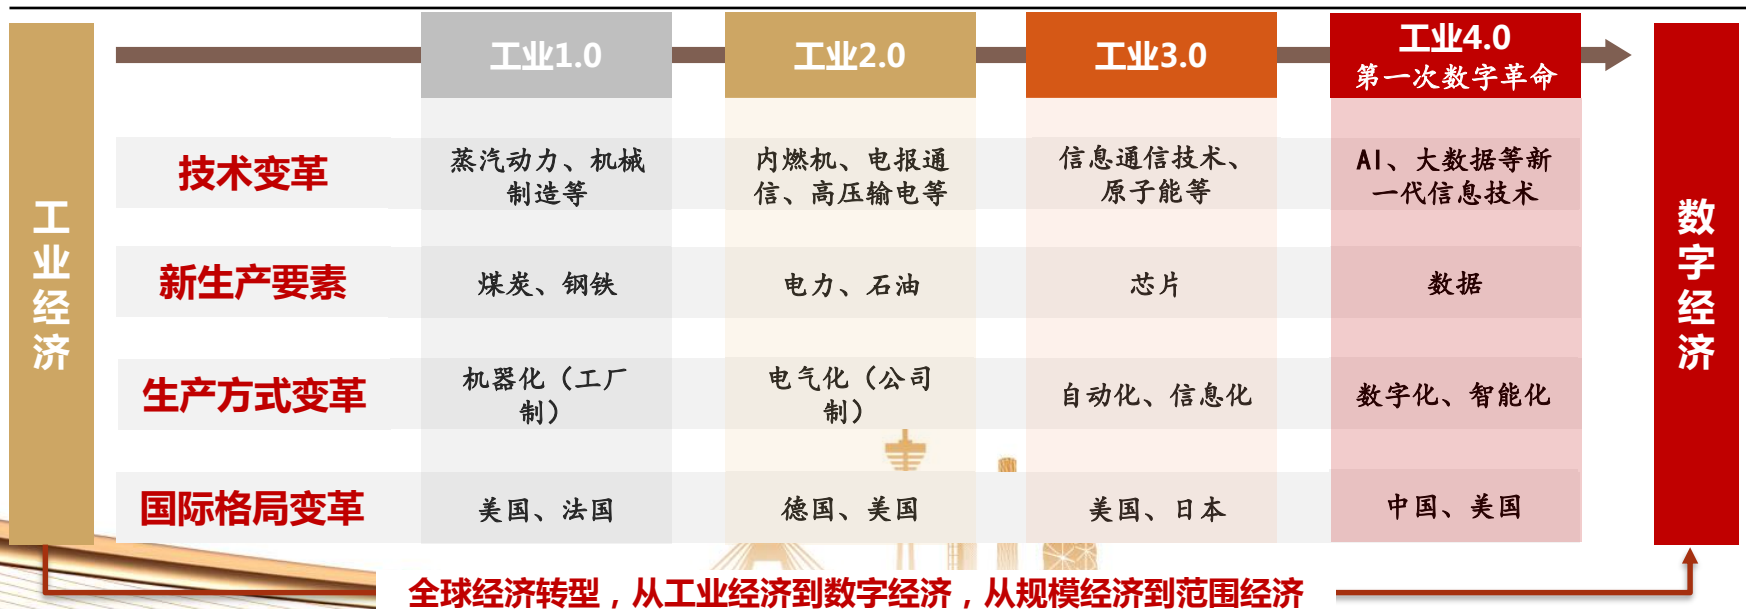 工业经济
工业1.0
工业2.0
工业3.0
工业4.0
第一次数字革命
技术变革
蒸汽动力、机械
制造等
内燃机、电报通
信、高压输电等
信息通信技术、
原子能等
AI、大数据等新
一代信息技术
新生产要素
煤炭、钢铁
电力、石油
芯片
数据
生产方式变革
机器化（工厂
制）
电气化（公司
制）
自动化、信息化
数字化、智能化
国际格局变革
美国、法国
德国、美国
美国、日本
中国、美国
数字经济
全球经济转型，从工业经济到数字经济，从规模经济到范围经济